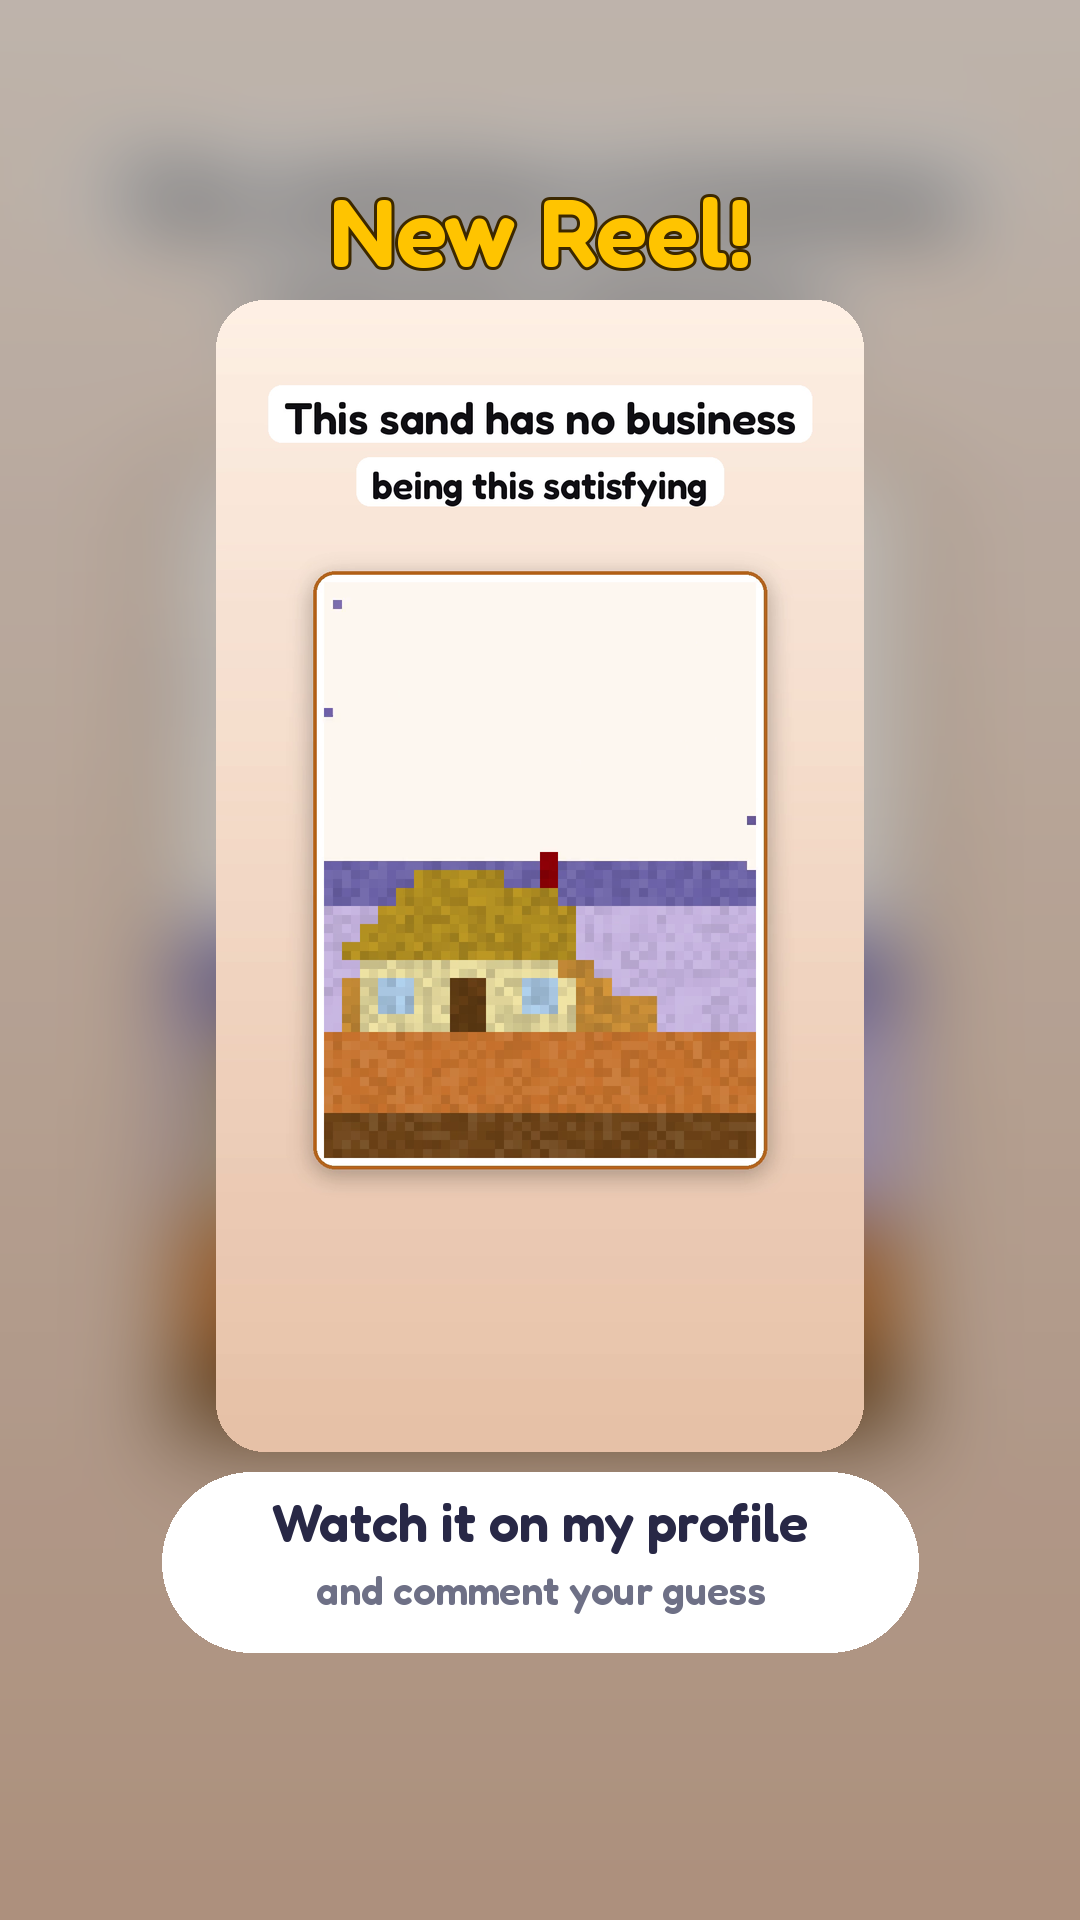 New Reel!
This sand has no business
being this satisfying
Watch it on my profile
and comment your guess